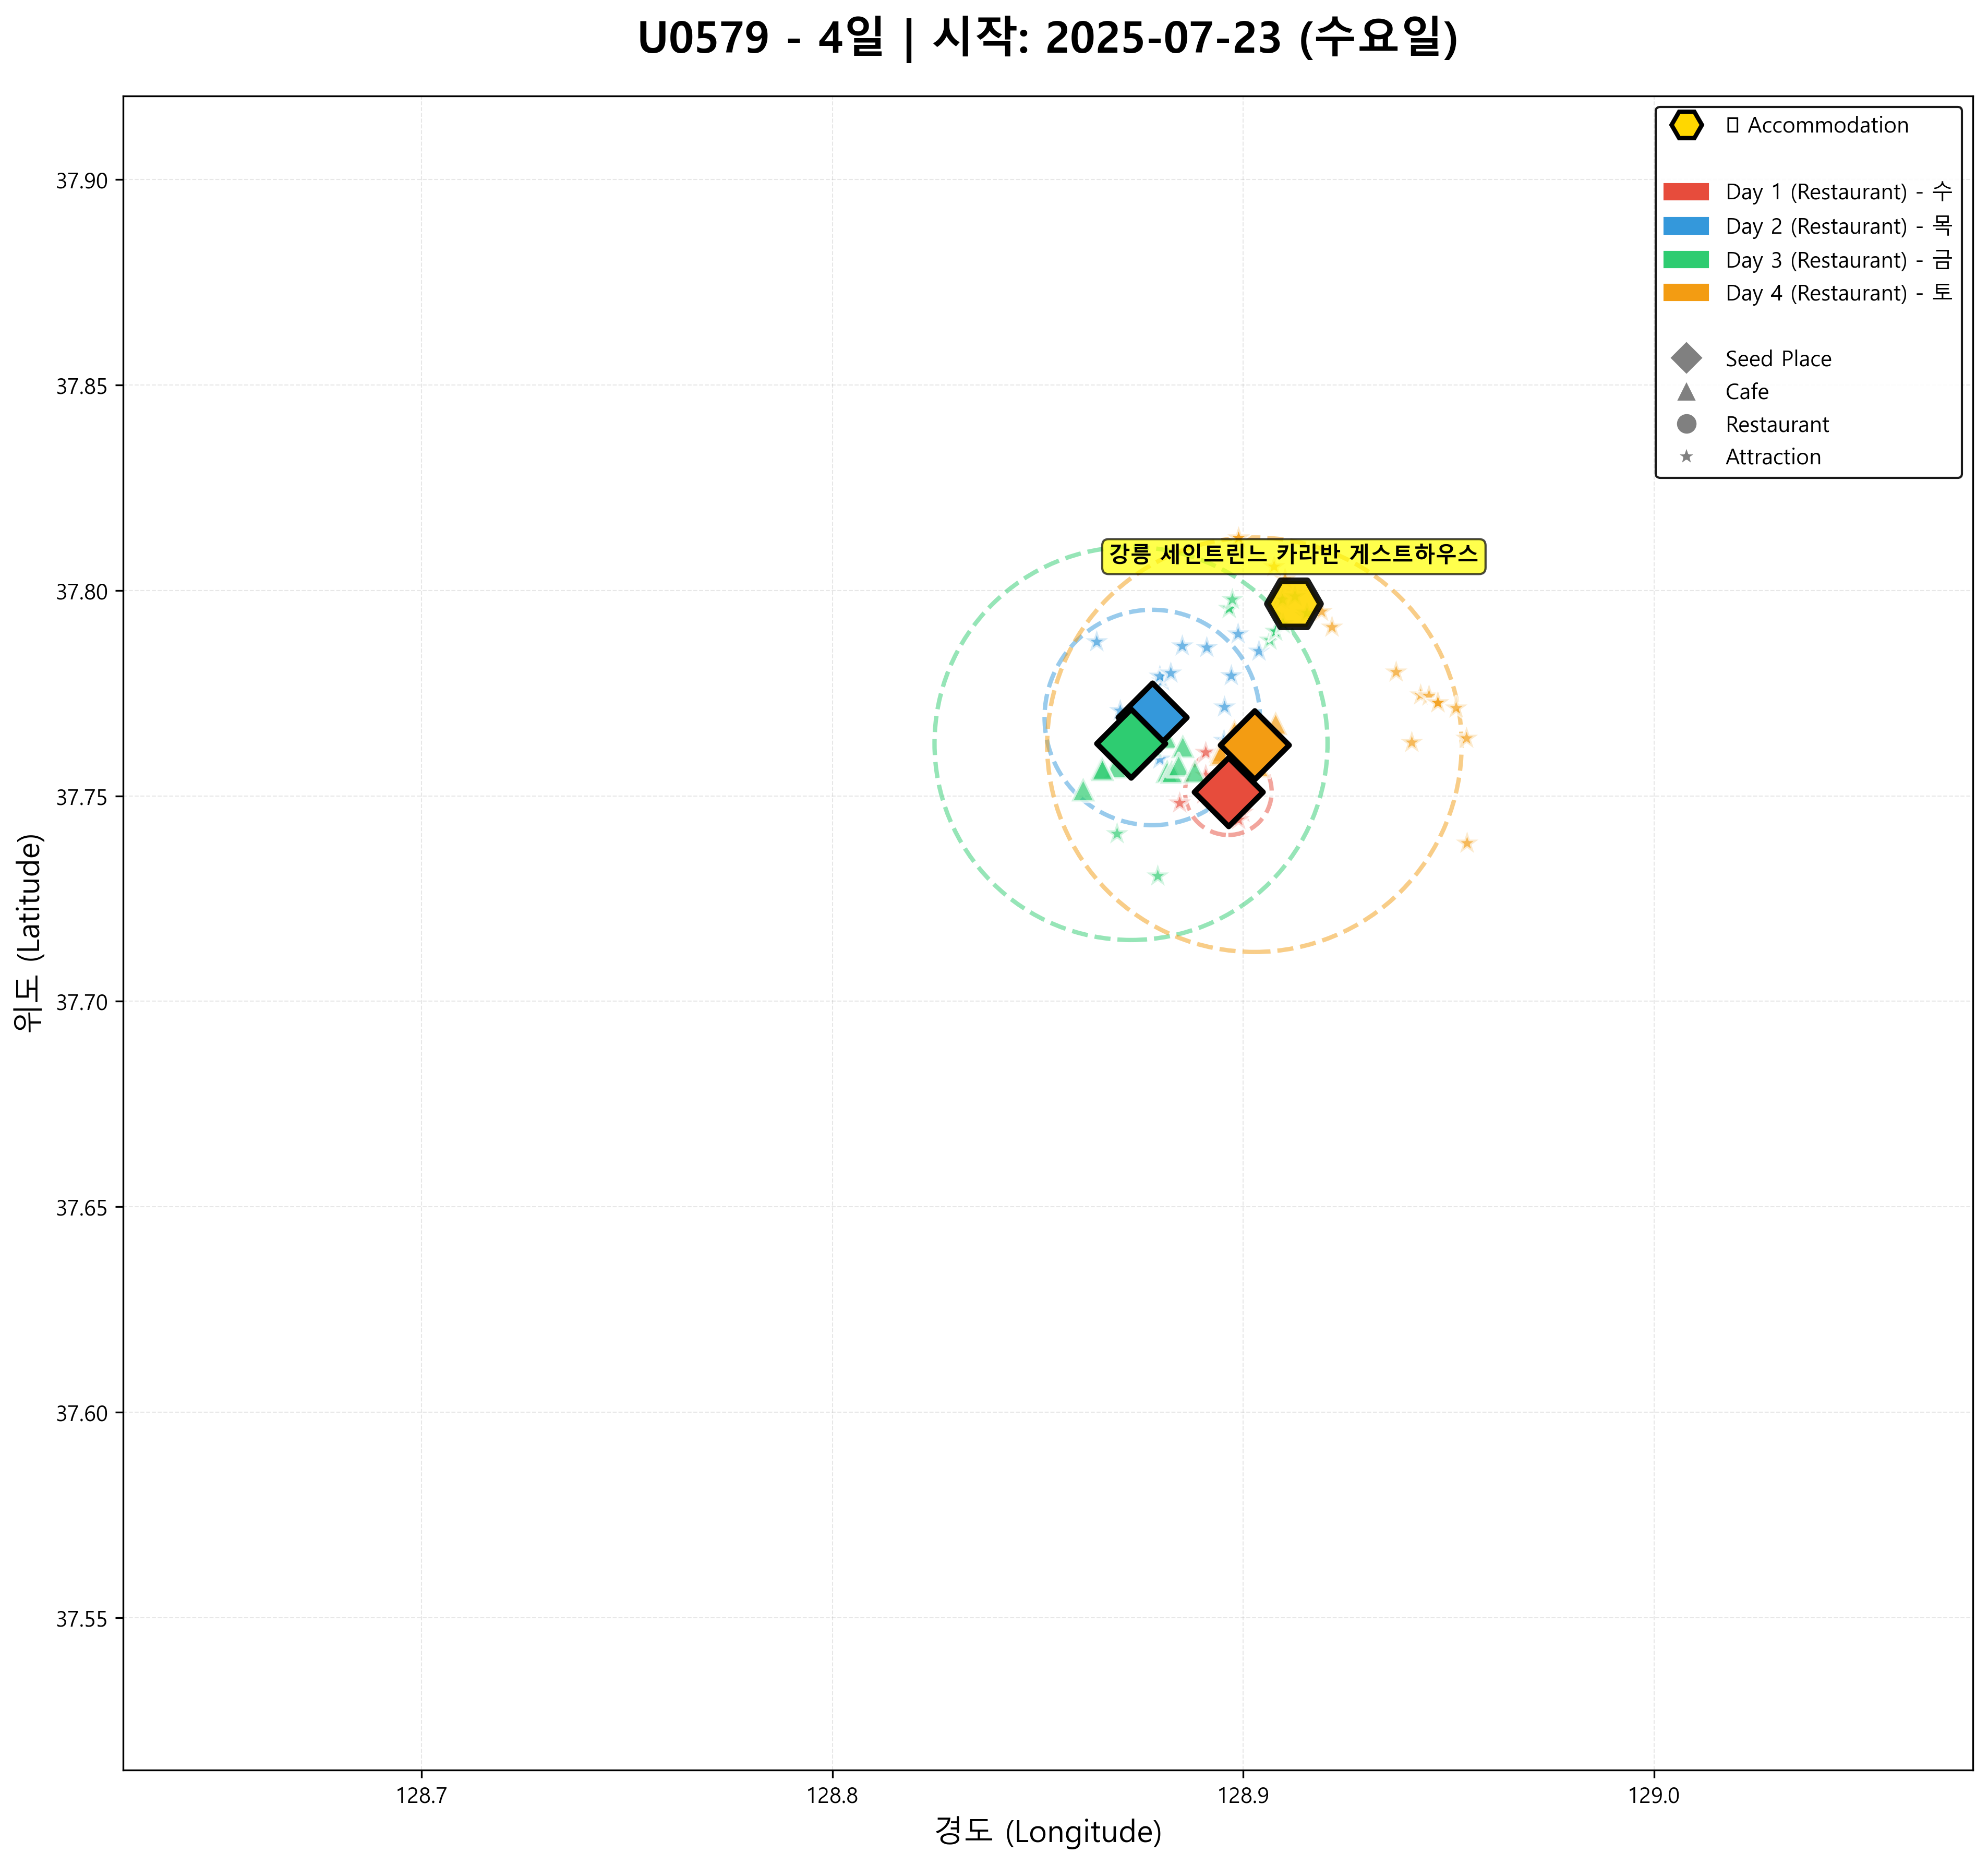 U0579 - 4일 | 시작: 2025-07-23 (수요일)
Accommodation
Day 1 (Restaurant) - 수
Day 2 (Restaurant) - 목
Day 3 (Restaurant) - 금
Day 4 (Restaurant) - 토
Seed Place
Cafe
Restaurant
Attraction
강릉 세인트린느 카라반 게스트하우스
37.90
37.85
37.80
37.75
37.70
37.65
37.60
37.55
위도 (Latitude)
128.7
128.8
128.9
129.0
경도 (Longitude)